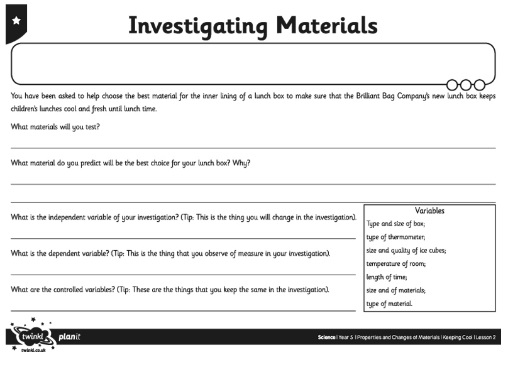 Investigating Materials
You have been asked to help choose the best material for the inner lining of a lunch box to make sure that the Brilliant Bag Company's new lunch box keeps
children's lunches cool and fresh until lunch time.
What materials will you test?
What material do you predict will be the best choice for your lunch box? Why?
What is the independent variable of your investigation? (Tip: This is the thing you will change in the investigation).
What is the dependent variable? (Tip: This is the thing that you observe of measure in your investigation).
What are the controlled variables? (Tip: These are the things that you keep the same in the investigation).
Variables
Type and size of box;
type of thermometer;
size and quality of ice cubes;
temperature of room;
length of time;
size and of materials;
type of material.
twinkl planit
twinkl.co.uk
Science | Year 5 | Properties and Changes of Materials | Keeping Cool | Lesson 2